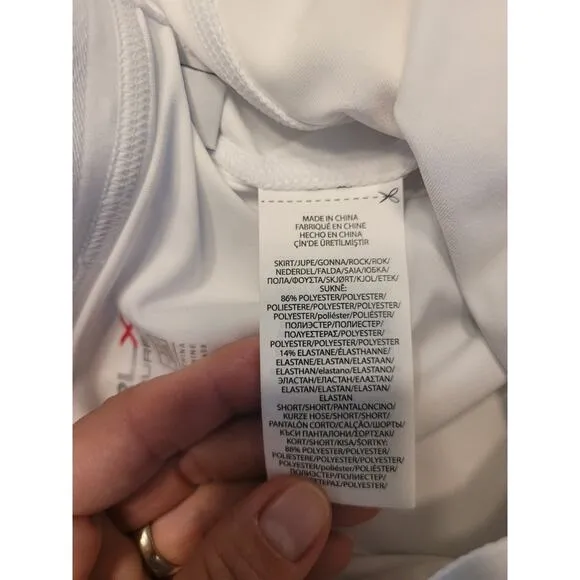 MADE IN CHINA
FABRIQUÉ EN CHINE
HECHO EN CHINA
ÇİN'DE ÜRETİLMİŞTİR
SKIRT/JUPE/GONNA/ROCK/ROK/
NEDERDEL/FALDA/SAIA/ЮБКА/
ПОЛА/ΦΟΥΣΤΑ/SKJØRT/KJOL/ETEK/
SUKNĚ:
86% POLYESTER/POLYESTER/
POLIESTERE/POLYESTER/POLYESTER/
POLYESTER/poliéster/POLIÉSTER/
ПОЛИЭСТЕР/ПОЛИЕСТЕР/
ΠΟΛΥΕΣΤΕΡΑΣ/POLYESTER/
POLYESTER/POLYESTER/POLYESTER
14% ELASTANE/ÉLASTHANNE/
ELASTANE/ELASTAN/ELASTAAN/
ELASTHAN/elastano/ELASTANO/
ЭЛАСТАН/ЕЛАСТАН/ΕΛΑΣΤΑΝ/
ELASTAN/ELASTAN/ELASTAN/
ELASTAN
SHORT/SHORT/PANTALONCINO/
KURZE HOSE/SHORT/SHORT/
PANTALÓN CORTO/CALÇÃO/ШОРТЫ/
КЪСИ ПАНТАЛОНИ/ΣΟΡΤΣΑΚΙ/
KORT/SHORT/KISA/ŠORTKY:
88% POLYESTER/POLYESTER/
POLIESTERE/POLYESTER/POLYESTER/
POLYESTER/poliéster/POLIÉSTER/
ПОЛИЭСТЕР/ПОЛИЕСТЕР/
POLYESTER/
RLX